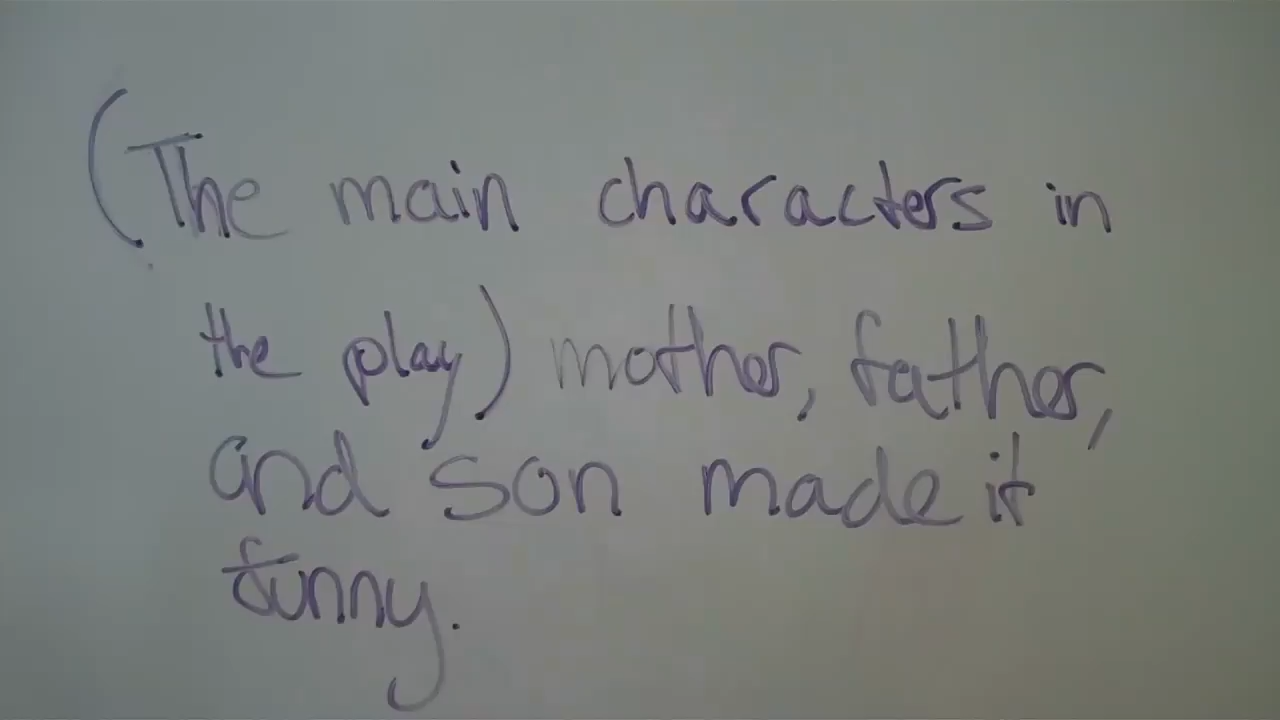 (The main characters in
the play) mother, father,
and son made it
funny.